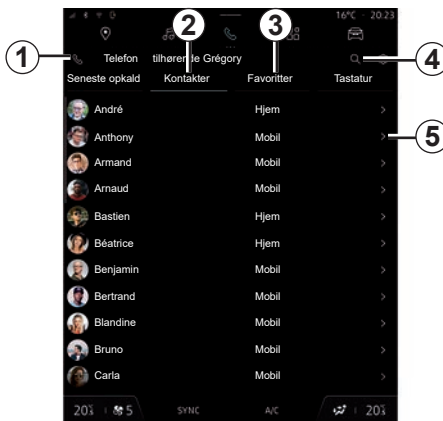 16°C · 20.23
2
3
1
Telefon tilhørende Grégory
4
Seneste opkald Kontakter Favoritter Tastatur
André Hjem
Anthony Mobil
5
Armand Mobil
Arnaud Mobil
Bastien Hjem
Béatrice Hjem
Benjamin Mobil
Bertrand Mobil
Blandine Mobil
Bruno Mobil
Carla Mobil
5 SYNC A/C